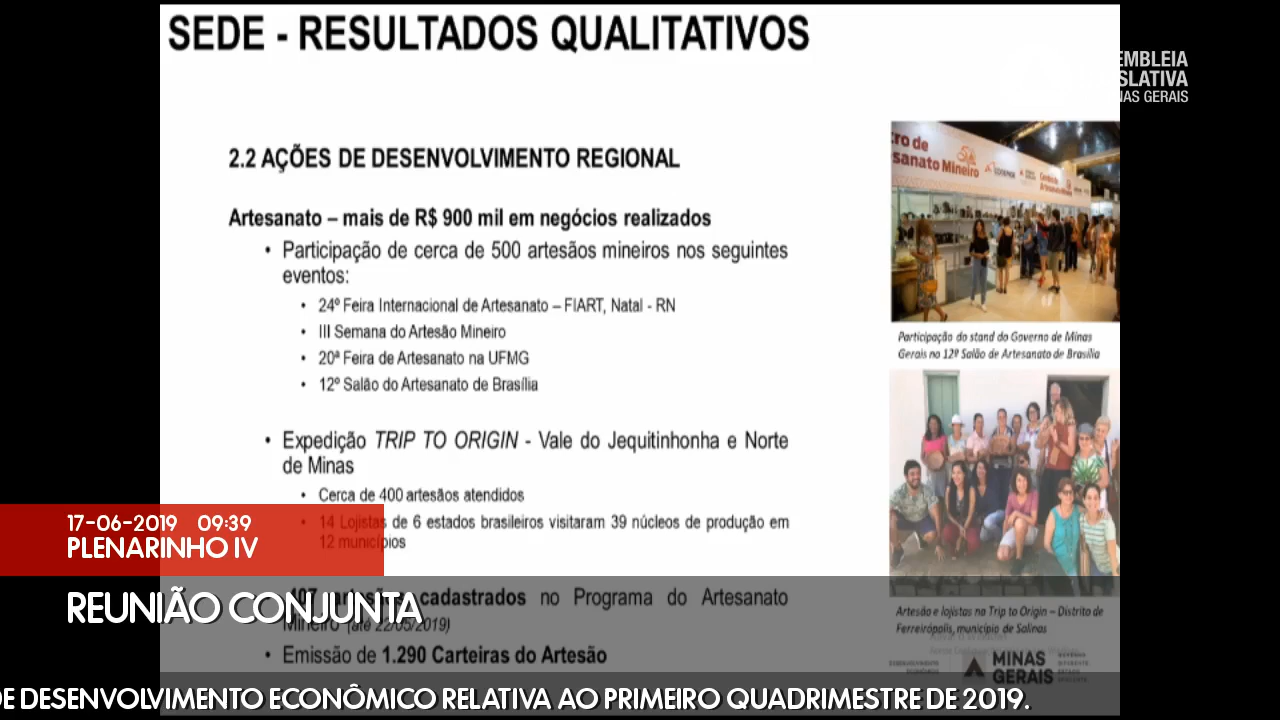 SEDE - RESULTADOS QUALITATIVOS
EMBLEIA
ISLATIVA
NAS GERAIS
2.2 AÇÕES DE DESENVOLVIMENTO REGIONAL
Artesanato – mais de R$ 900 mil em negócios realizados
• Participação de cerca de 500 artesãos mineiros nos seguintes
eventos:
• 24º Feira Internacional de Artesanato – FIART, Natal - RN
• III Semana do Artesão Mineiro
• 20ª Feira de Artesanato na UFMG
• 12º Salão do Artesanato de Brasília
• Expedição TRIP TO ORIGIN - Vale do Jequitinhonha e Norte
de Minas
• Cerca de 400 artesãos atendidos
• 14 Lojistas de 6 estados brasileiros visitaram 39 núcleos de produção em
12 municípios
cadastrados no Programa do Artesanato
Mineiro (até 22/05/2019)
• Emissão de 1.290 Carteiras do Artesão
tro de
sanato Mineiro
Participação do stand do Governo de Minas
Gerais no 12º Salão de Artesanato de Brasília
Artesão e lojistas na Trip to Origin – Distrito de
Ferreirópolis, município de Salinas
MINAS
GERAIS
17-06-2019 09:39
PLENARINHO IV
REUNIÃO CONJUNTA
DE DESENVOLVIMENTO ECONÔMICO RELATIVA AO PRIMEIRO QUADRIMESTRE DE 2019.